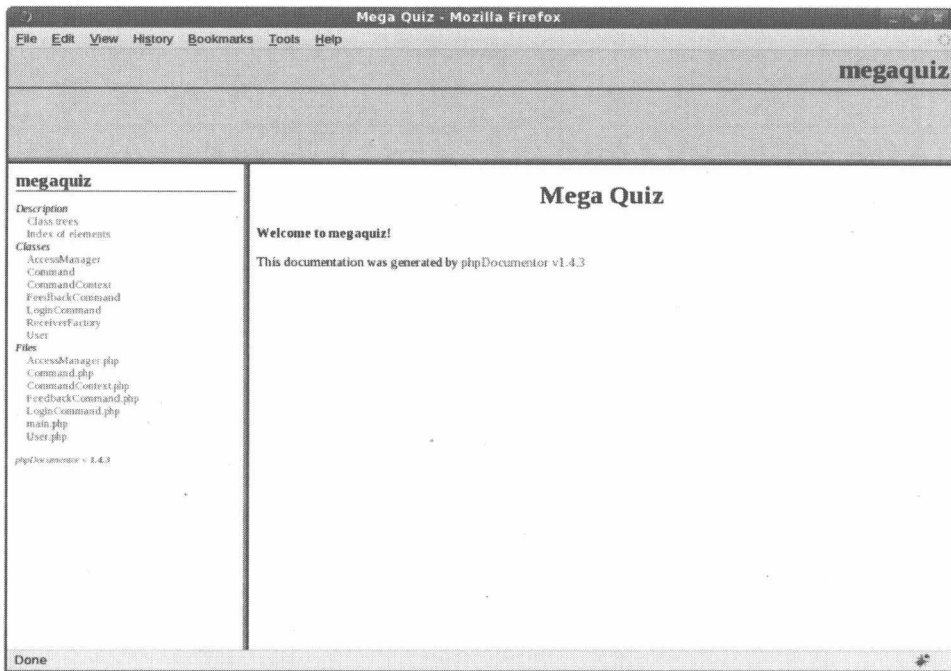 Mega Quiz - Mozilla Firefox
File Edit View History Bookmarks Tools Help
megaquiz
megaquiz
Description
Class trees
Index of elements
Classes
AccessManager
Command
CommandContext
FeedbackCommand
LoginCommand
ReceiverFactory
User
Files
AccessManager.php
Command.php
CommandContext.php
FeedbackCommand.php
LoginCommand.php
main.php
User.php
phpDocumentor v 1.4.3
Mega Quiz
Welcome to megaquiz!
This documentation was generated by phpDocumentor v1.4.3
Done